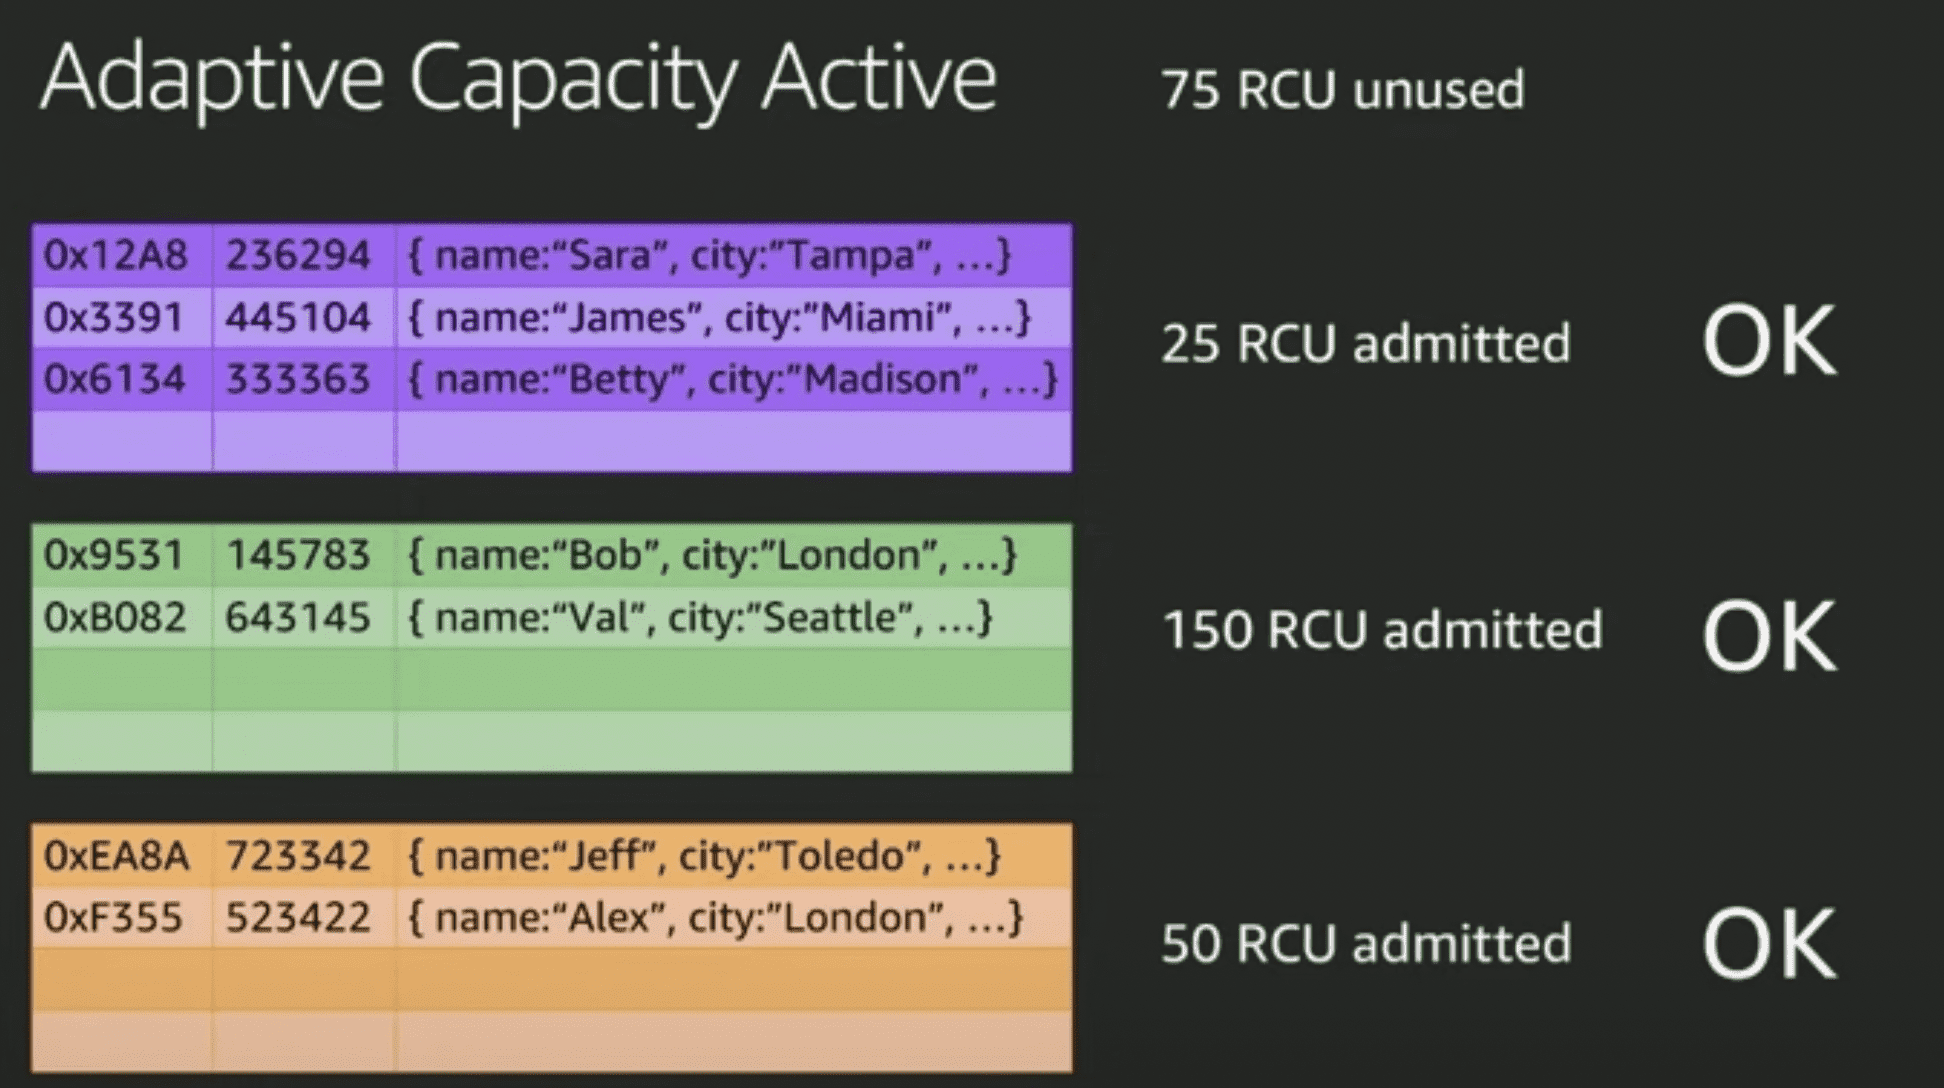 Adaptive Capacity Active
75 RCU unused
0x12A8 236294 { name:“Sara”, city:”Tampa”, ...}
0x3391 445104 { name:“James”, city:”Miami”, ...}
0x6134 333363 { name:“Betty”, city:”Madison”, ...}
25 RCU admitted OK
0x9531 145783 { name:“Bob”, city:”London”, ...}
0xB082 643145 { name:“Val”, city:”Seattle”, ...}
150 RCU admitted OK
0xEA8A 723342 { name:“Jeff”, city:”Toledo”, ...}
0xF355 523422 { name:“Alex”, city:”London”, ...}
50 RCU admitted OK